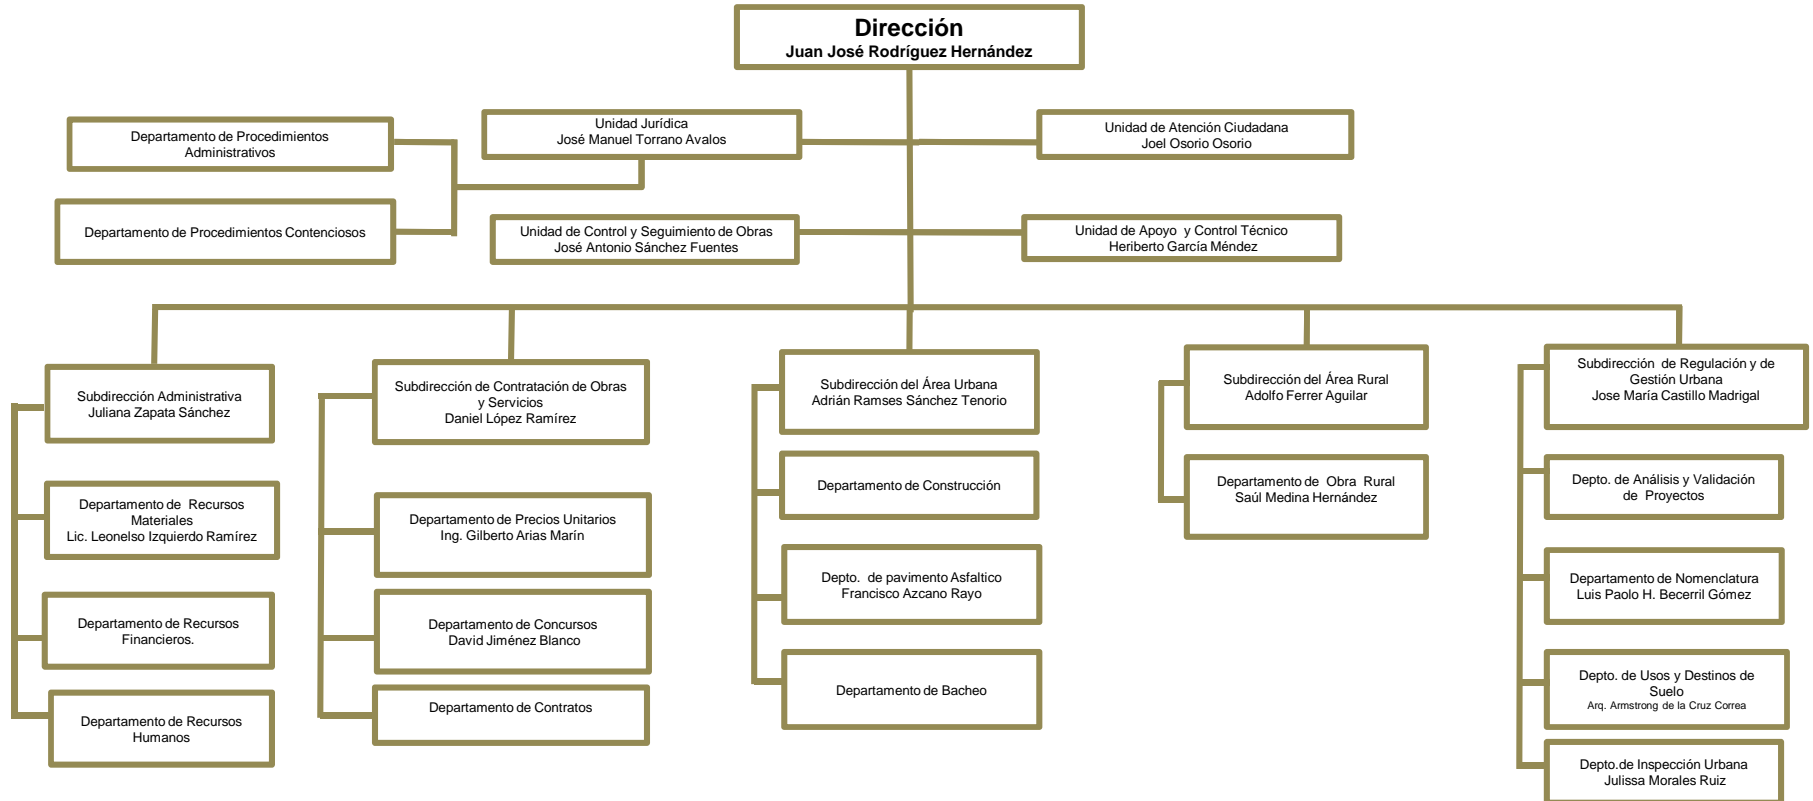 Dirección
Juan José Rodríguez Hernández
Unidad Jurídica
José Manuel Torrano Avalos
Unidad de Atención Ciudadana
Joel Osorio Osorio
Departamento de Procedimientos
Administrativos
Departamento de Procedimientos Contenciosos
Unidad de Control y Seguimiento de Obras
José Antonio Sánchez Fuentes
Unidad de Apoyo y Control Técnico
Heriberto García Méndez
Subdirección Administrativa
Juliana Zapata Sánchez
Departamento de Recursos
Materiales
Lic. Leonelso Izquierdo Ramírez
Departamento de Recursos
Financieros.
Departamento de Recursos
Humanos
Subdirección de Contratación de Obras
y Servicios
Daniel López Ramírez
Departamento de Precios Unitarios
Ing. Gilberto Arias Marín
Departamento de Concursos
David Jiménez Blanco
Departamento de Contratos
Subdirección del Área Urbana
Adrián Ramses Sánchez Tenorio
Departamento de Construcción
Depto. de pavimento Asfaltico
Francisco Azcano Rayo
Departamento de Bacheo
Subdirección del Área Rural
Adolfo Ferrer Aguilar
Departamento de Obra Rural
Saúl Medina Hernández
Subdirección de Regulación y de
Gestión Urbana
Jose María Castillo Madrigal
Depto. de Análisis y Validación
de Proyectos
Departamento de Nomenclatura
Luis Paolo H. Becerril Gómez
Depto. de Usos y Destinos de
Suelo
Arq. Armstrong de la Cruz Correa
Depto.de Inspección Urbana
Julissa Morales Ruiz